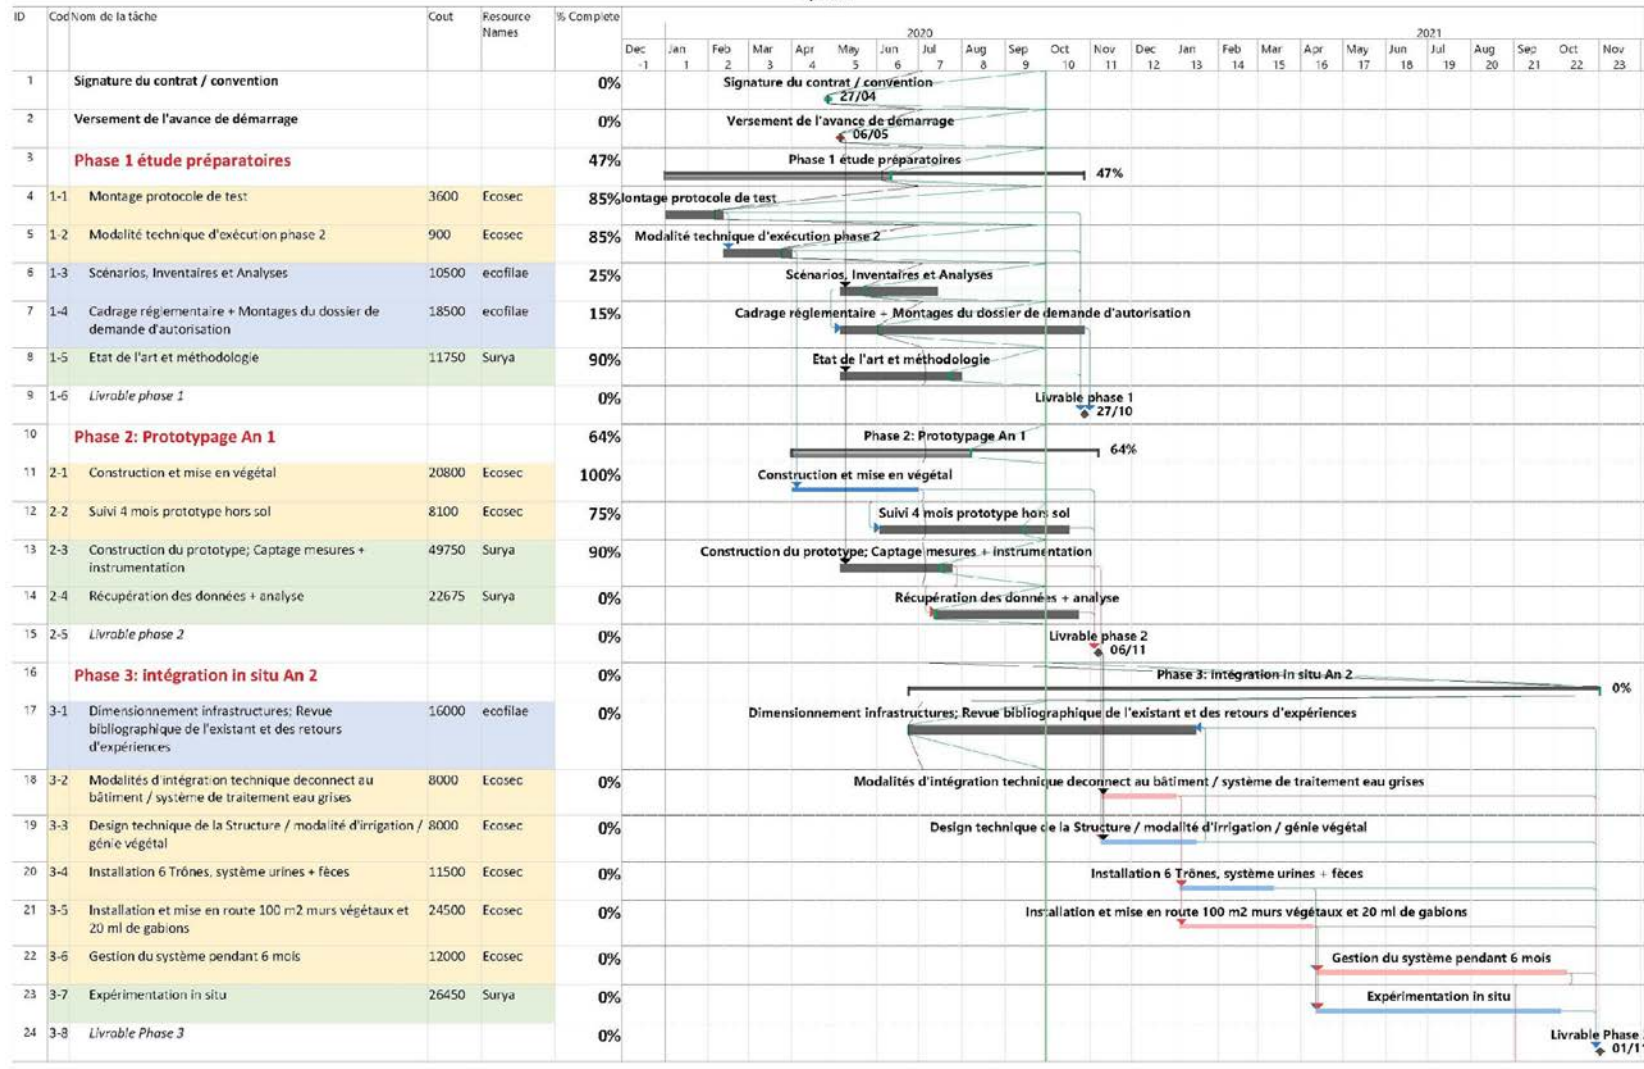 ID Cod Nom de la tâche Cout Resource Names % Complete
2020 2021
Dec Jan Feb Mar Apr May Jun Jul Aug Sep Oct Nov Dec Jan Feb Mar Apr May Jun Jul Aug Sep Oct Nov
-1 1 2 3 4 5 6 7 8 9 10 11 12 13 14 15 16 17 18 19 20 21 22 23
1 Signature du contrat / convention 0% Signature du contrat / convention
27/04
2 Versement de l'avance de démarrage 0% Versement de l'avance de démarrage
06/05
3 Phase 1 étude préparatoires 47% Phase 1 étude préparatoires
47%
4 1-1 Montage protocole de test 3600 Ecosec 85% lontage protocole de test
5 1-2 Modalité technique d'exécution phase 2 900 Ecosec 85% Modalité technique d'exécution phase 2
6 1-3 Scénarios, Inventaires et Analyses 10500 ecofilae 25% Scénarios, Inventaires et Analyses
7 1-4 Cadrage réglementaire + Montages du dossier de 18500 ecofilae 15% Cadrage réglementaire + Montages du dossier de demande d'autorisation
demande d'autorisation
8 1-5 Etat de l'art et méthodologie 11750 Surya 90% Etat de l'art et méthodologie
9 1-6 Livrable phase 1 0% Livrable phase 1
27/10
10 Phase 2: Prototypage An 1 64% Phase 2: Prototypage An 1
64%
11 2-1 Construction et mise en végétal 20800 Ecosec 100% Construction et mise en végétal
12 2-2 Suivi 4 mois prototype hors sol 8100 Ecosec 75% Suivi 4 mois prototype hors sol
13 2-3 Construction du prototype; Captage mesures + 49750 Surya 90% Construction du prototype; Captage mesures + instrumentation
instrumentation
14 2-4 Récupération des données + analyse 22675 Surya 0% Récupération des données + analyse
15 2-5 Livrable phase 2 0% Livrable phase 2
06/11
16 Phase 3: intégration in situ An 2 0% Phase 3: intégration in situ An 2
0%
17 3-1 Dimensionnement infrastructures; Revue 16000 ecofilae 0% Dimensionnement infrastructures; Revue bibliographique de l'existant et des retours d'expériences
bibliographique de l'existant et des retours
d'expériences
18 3-2 Modalités d'intégration technique deconnect au 8000 Ecosec 0% Modalités d'intégration technique deconnect au bâtiment / système de traitement eau grises
bâtiment / système de traitement eau grises
19 3-3 Design technique de la Structure / modalité d'irrigation / 8000 Ecosec 0% Design technique de la Structure / modalité d'irrigation / génie végétal
génie végétal
20 3-4 Installation 6 Trônes, système urines + fèces 11500 Ecosec 0% Installation 6 Trônes, système urines + fèces
21 3-5 Installation et mise en route 100 m2 murs végétaux et 24500 Ecosec 0% Installation et mise en route 100 m2 murs végétaux et 20 ml de gabions
20 ml de gabions
22 3-6 Gestion du système pendant 6 mois 12000 Ecosec 0% Gestion du système pendant 6 mois
23 3-7 Expérimentation in situ 26450 Surya 0% Expérimentation in situ
24 3-8 Livrable Phase 3 0% Livrable Phase
01/11